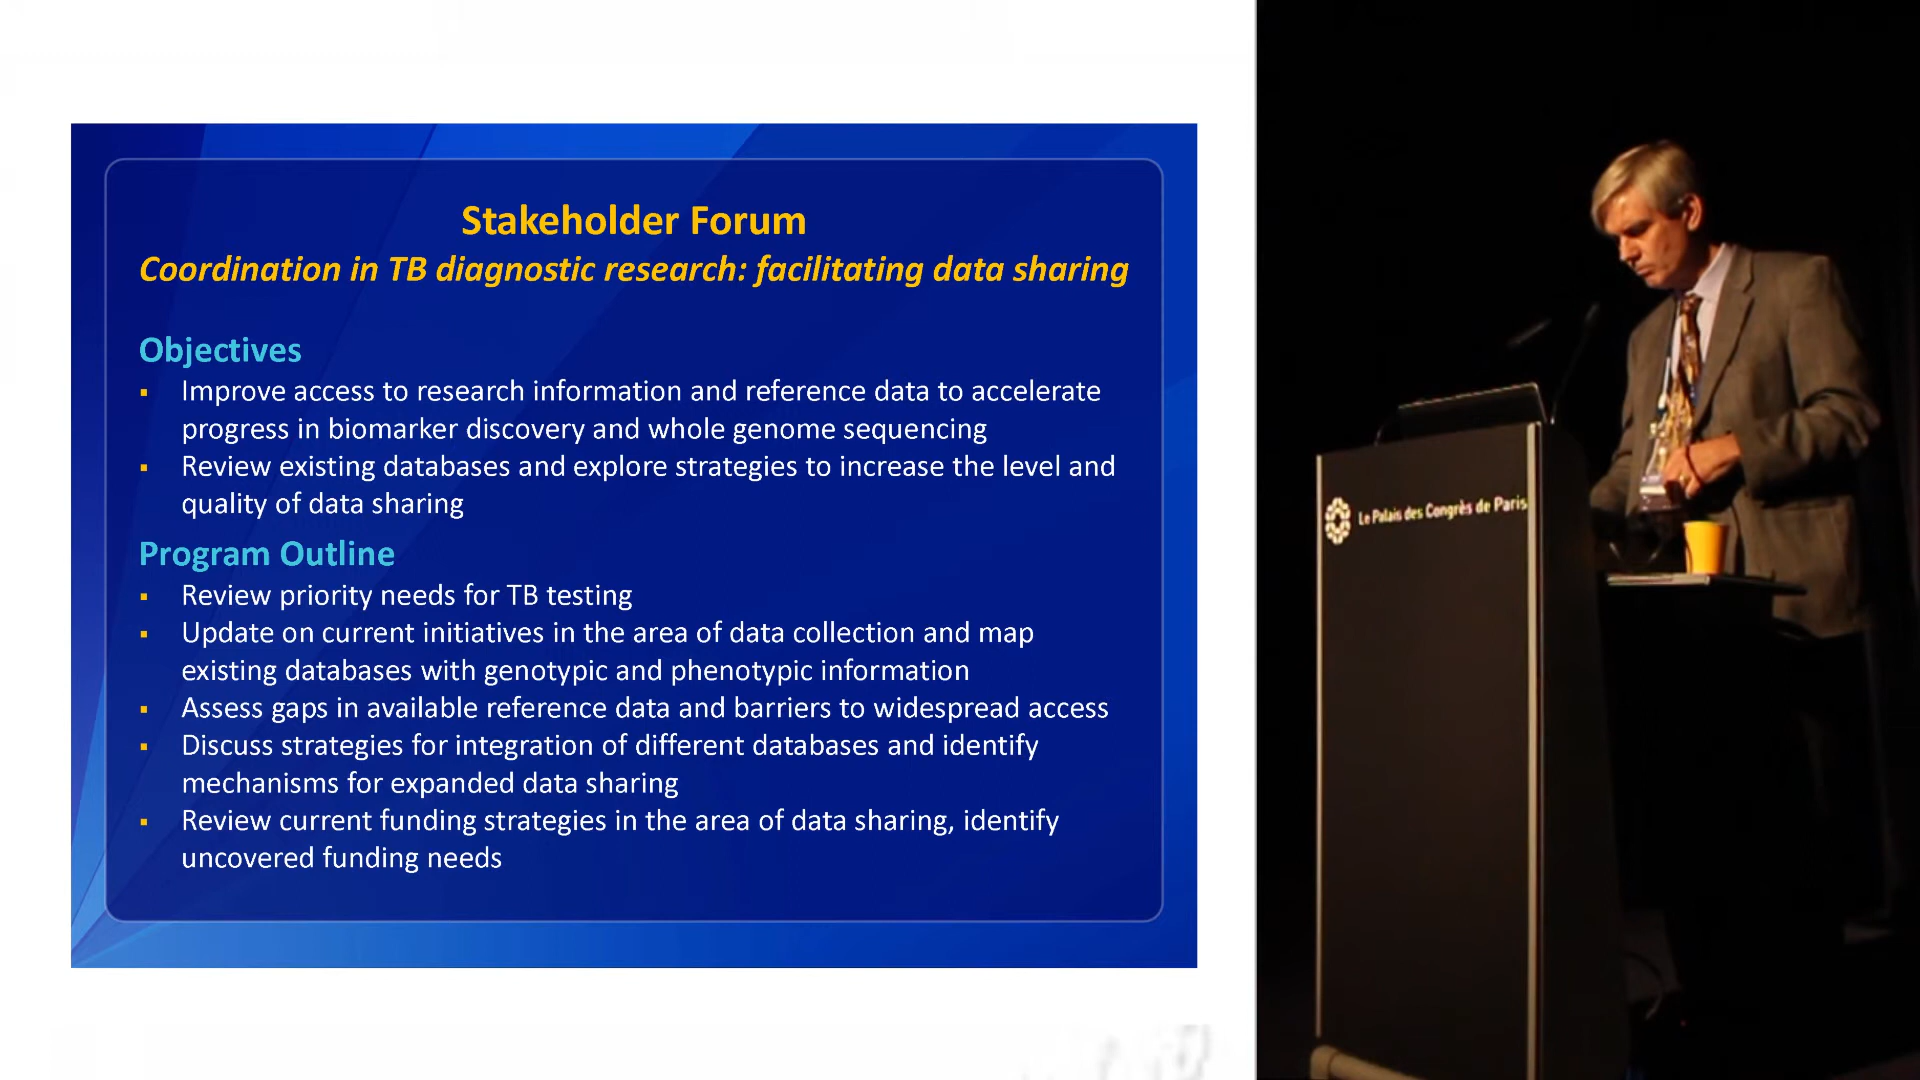 Stakeholder Forum
Coordination in TB diagnostic research: facilitating data sharing
Objectives
▪ Improve access to research information and reference data to accelerate
progress in biomarker discovery and whole genome sequencing
▪ Review existing databases and explore strategies to increase the level and
quality of data sharing
Program Outline
▪ Review priority needs for TB testing
▪ Update on current initiatives in the area of data collection and map
existing databases with genotypic and phenotypic information
▪ Assess gaps in available reference data and barriers to widespread access
▪ Discuss strategies for integration of different databases and identify
mechanisms for expanded data sharing
▪ Review current funding strategies in the area of data sharing, identify
uncovered funding needs
Le Palais des Congrès de Paris